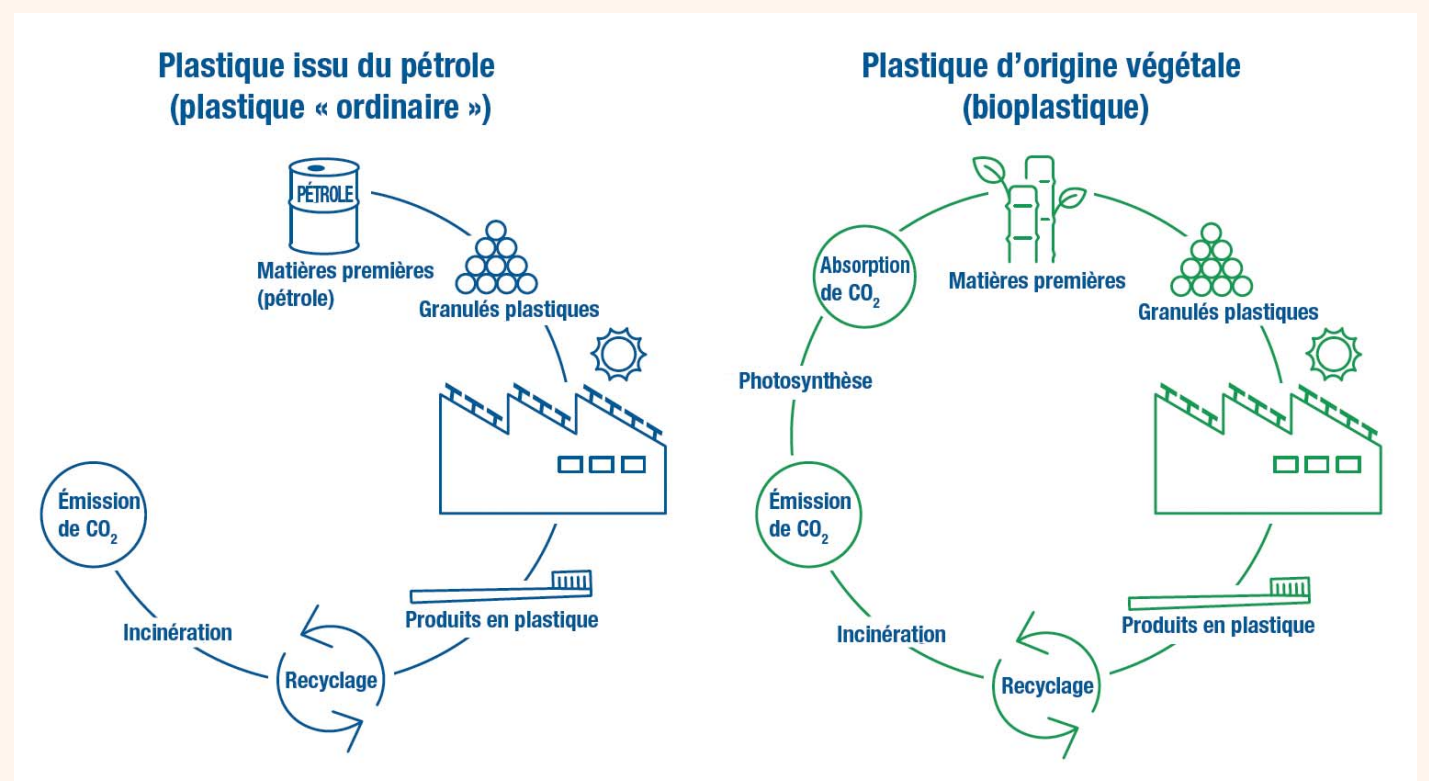 Plastique issu du pétrole
(plastique « ordinaire »)
PÉTROLE
Matières premières
(pétrole)
Granulés plastiques
Émission
de CO₂
Produits en plastique
Incinération
Recyclage
Plastique d’origine végétale
(bioplastique)
Absorption
de CO₂
Matières premières
Granulés plastiques
Photosynthèse
Émission
de CO₂
Produits en plastique
Incinération
Recyclage